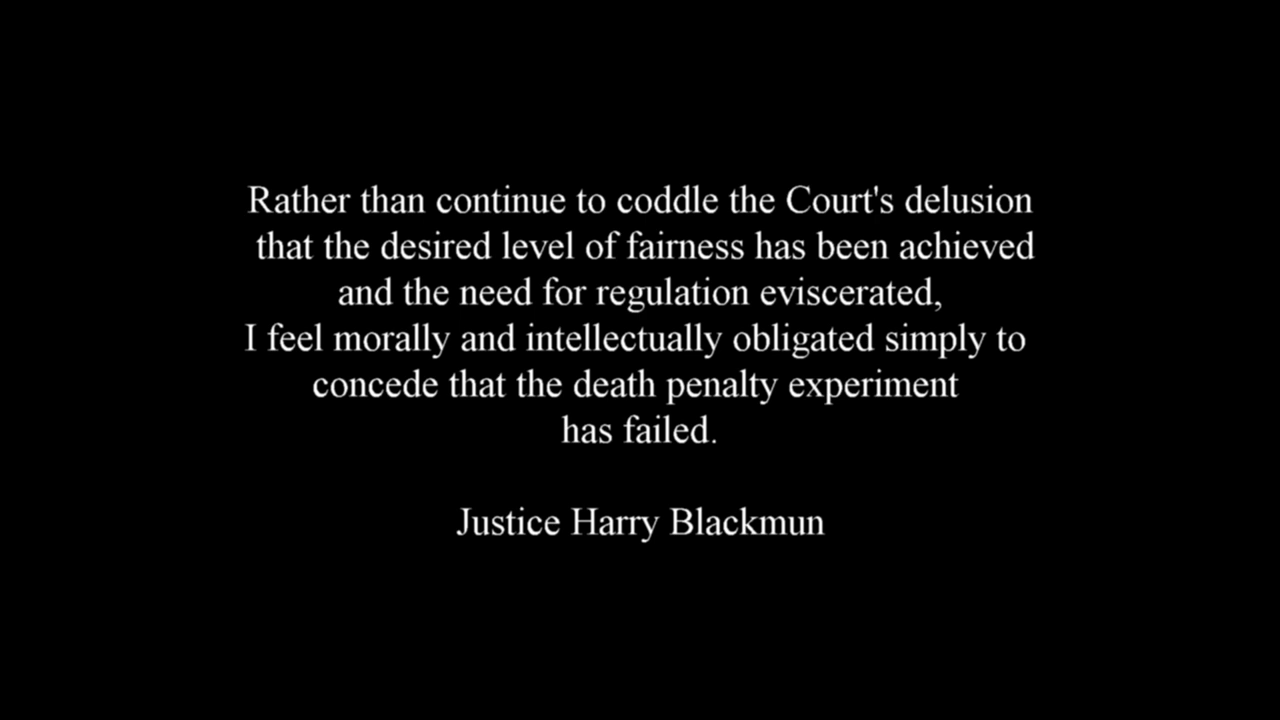 Rather than continue to coddle the Court's delusion
that the desired level of fairness has been achieved
and the need for regulation eviscerated,
I feel morally and intellectually obligated simply to
concede that the death penalty experiment
has failed.
Justice Harry Blackmun